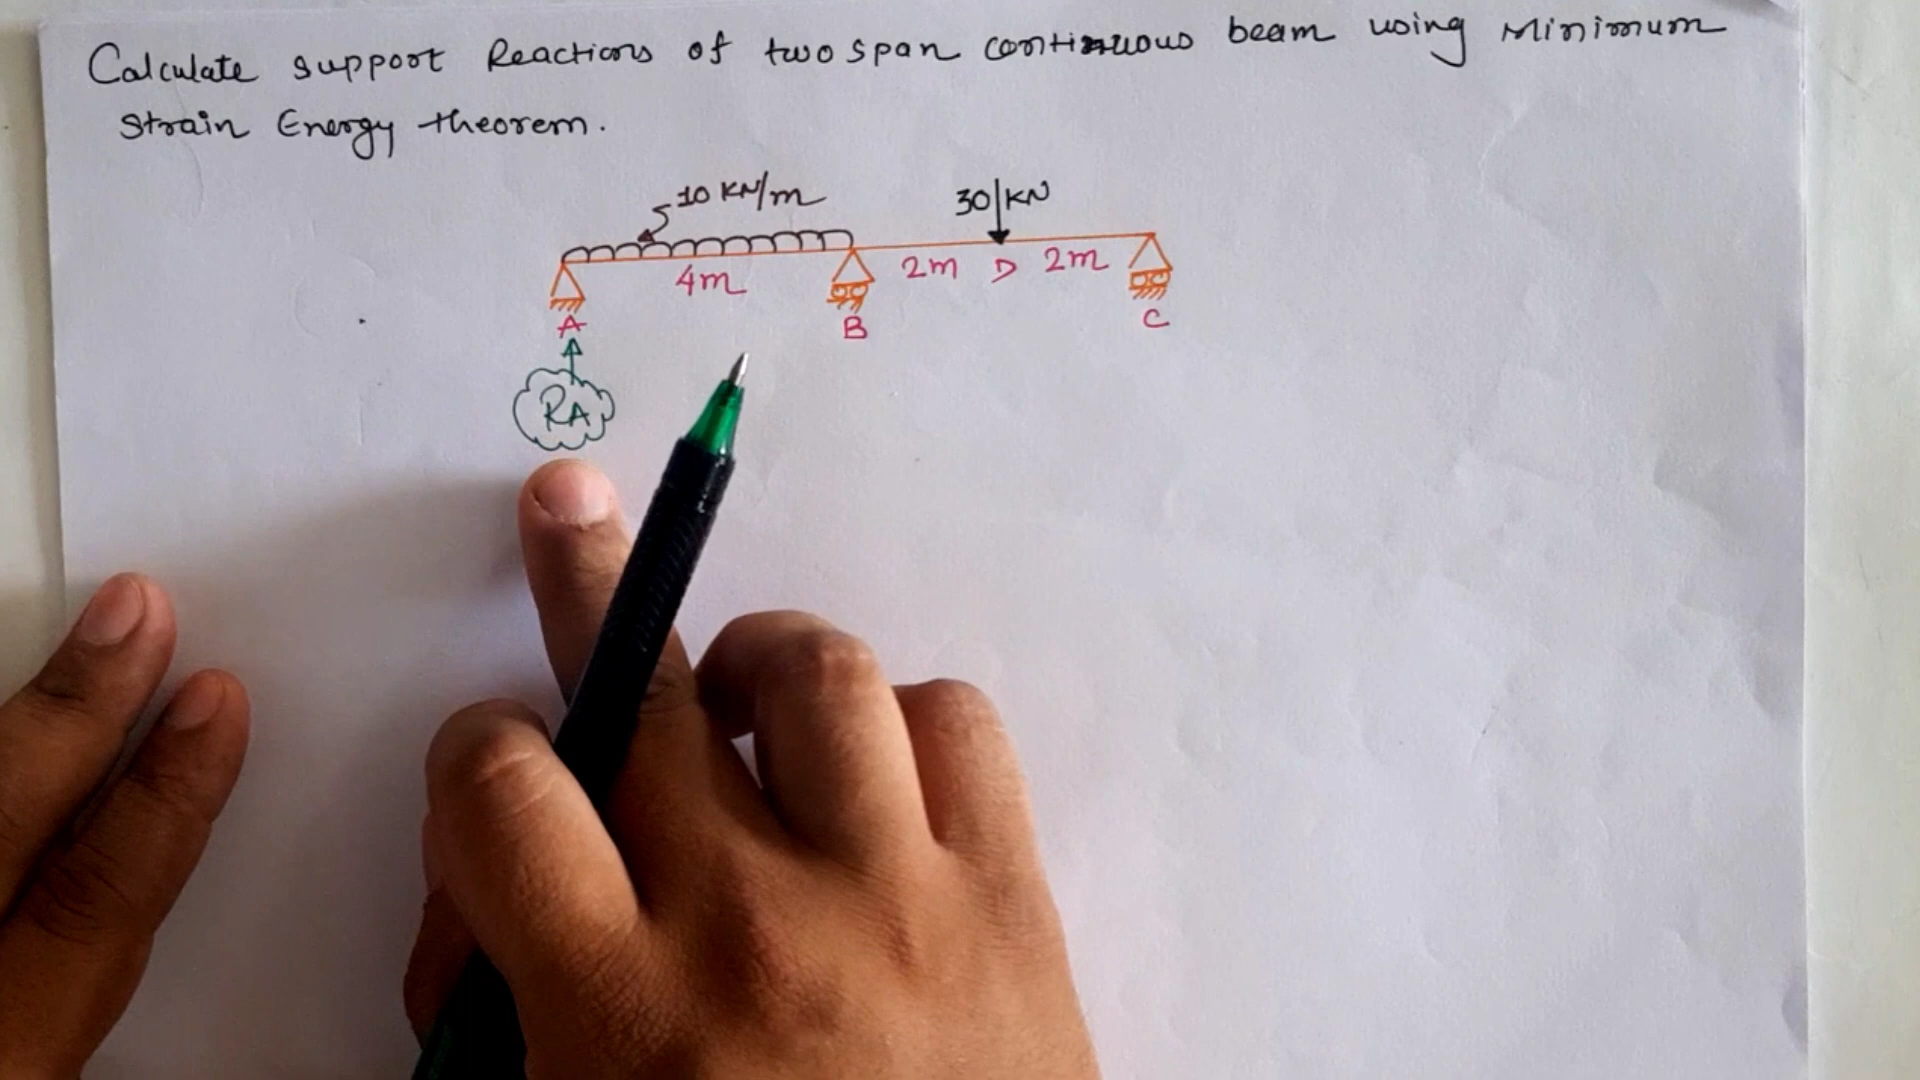 Calculate support Reactions of two span continuous beam using Minimum
Strain Energy theorem.
10 KN/m
30 KN
4m
2m D 2m
A
B
C
RA